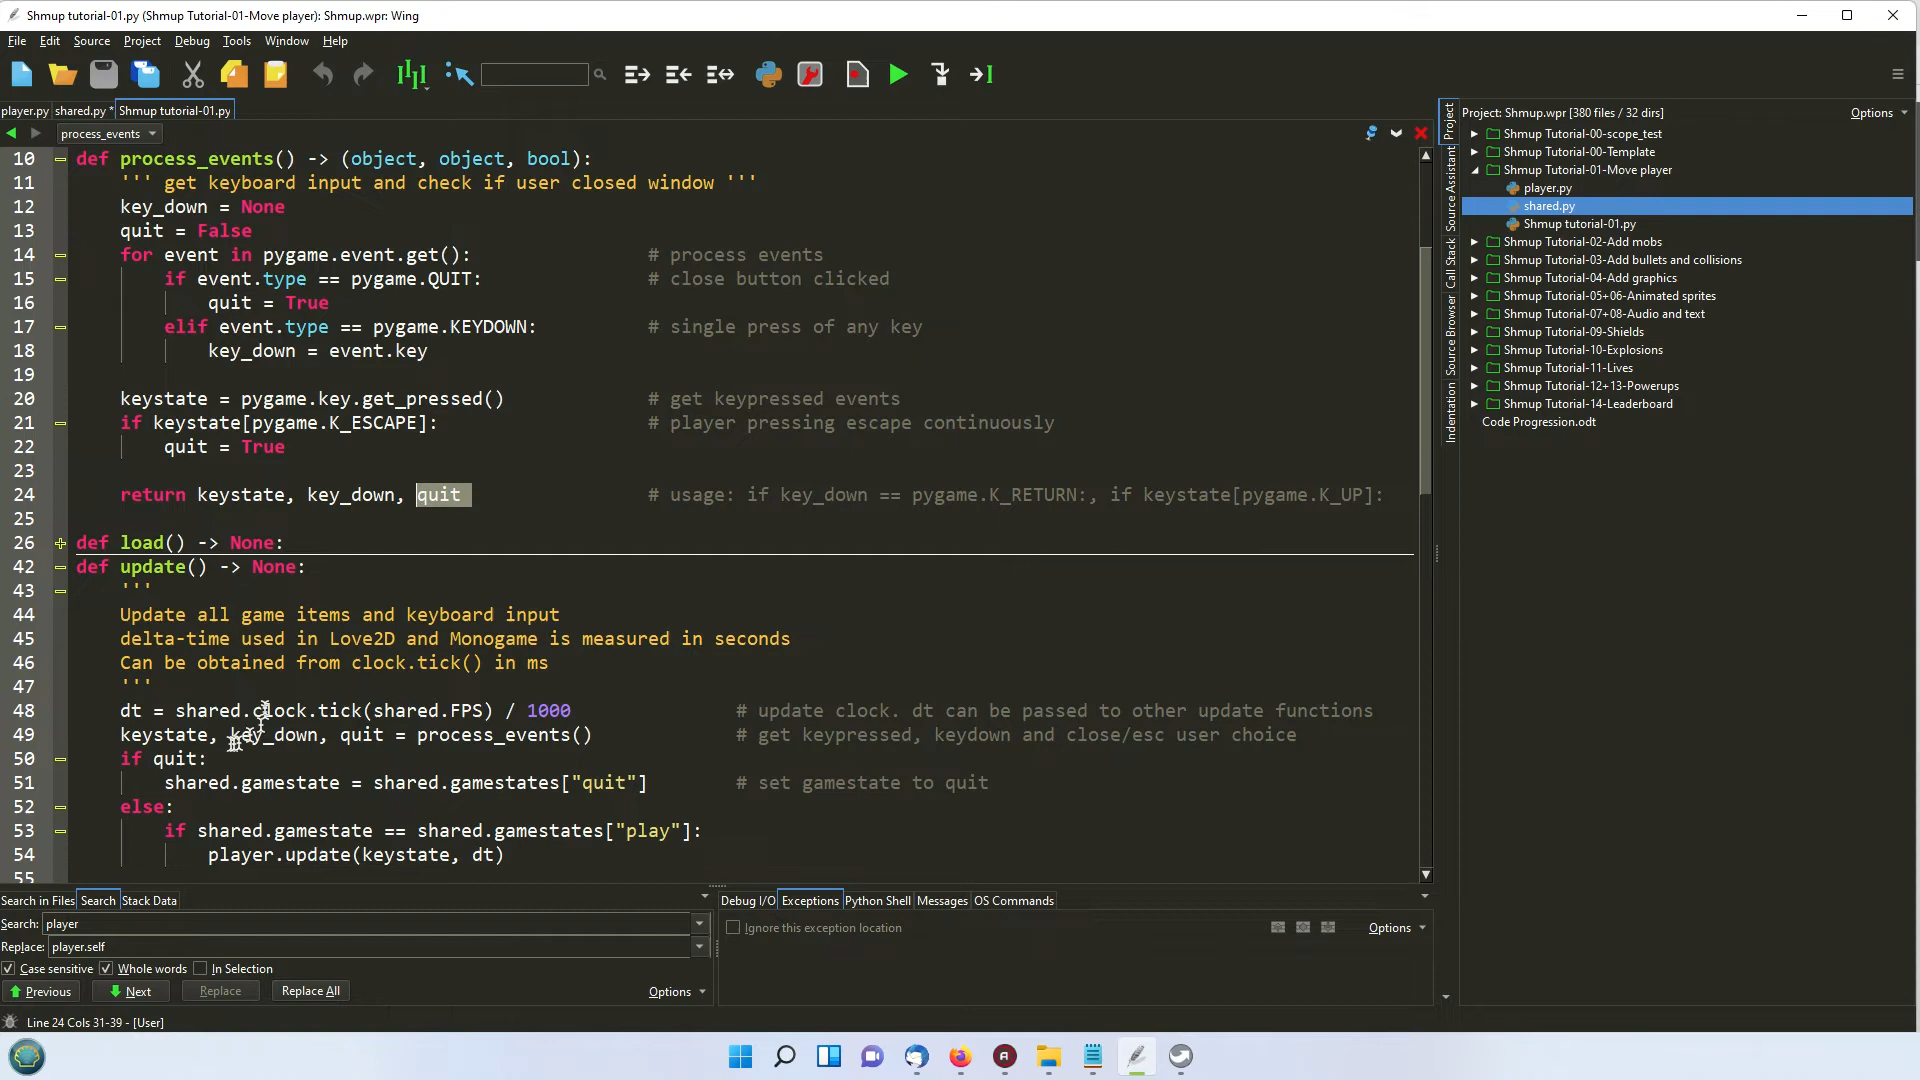 Shmup tutorial-01.py (Shmup Tutorial-01-Move player): Shmup.wpr: Wing
File Edit Source Project Debug Tools Window Help
player.py shared.py * Shmup tutorial-01.py
process_events
10 def process_events() -> (object, object, bool):
11 ''' get keyboard input and check if user closed window '''
12 key_down = None
13 quit = False
14 for event in pygame.event.get(): # process events
15 if event.type == pygame.QUIT: # close button clicked
16 quit = True
17 elif event.type == pygame.KEYDOWN: # single press of any key
18 key_down = event.key
19
20 keystate = pygame.key.get_pressed() # get keypressed events
21 if keystate[pygame.K_ESCAPE]: # player pressing escape continuously
22 quit = True
23
24 return keystate, key_down, quit # usage: if key_down == pygame.K_RETURN:, if keystate[pygame.K_UP]:
25
26 def load() -> None:
42 def update() -> None:
43 '''
44 Update all game items and keyboard input
45 delta-time used in Love2D and Monogame is measured in seconds
46 Can be obtained from clock.tick() in ms
47 '''
48 dt = shared.clock.tick(shared.FPS) / 1000 # update clock. dt can be passed to other update functions
49 keystate, key_down, quit = process_events() # get keypressed, keydown and close/esc user choice
50 if quit:
51 shared.gamestate = shared.gamestates["quit"] # set gamestate to quit
52 else:
53 if shared.gamestate == shared.gamestates["play"]:
54 player.update(keystate, dt)
55
Project
Source Assistant
Call Stack
Source Browser
Indentation
Project: Shmup.wpr [380 files / 32 dirs] Options
Shmup Tutorial-00-scope_test
Shmup Tutorial-00-Template
Shmup Tutorial-01-Move player
player.py
shared.py
Shmup tutorial-01.py
Shmup Tutorial-02-Add mobs
Shmup Tutorial-03-Add bullets and collisions
Shmup Tutorial-04-Add graphics
Shmup Tutorial-05+06-Animated sprites
Shmup Tutorial-07+08-Audio and text
Shmup Tutorial-09-Shields
Shmup Tutorial-10-Explosions
Shmup Tutorial-11-Lives
Shmup Tutorial-12+13-Powerups
Shmup Tutorial-14-Leaderboard
Code Progression.odt
Search in Files Search Stack Data
Search: player
Replace: player.self
Case sensitive Whole words In Selection
Previous Next Replace Replace All Options
Debug I/O Exceptions Python Shell Messages OS Commands
Ignore this exception location Options
Line 24 Cols 31-39 - [User]